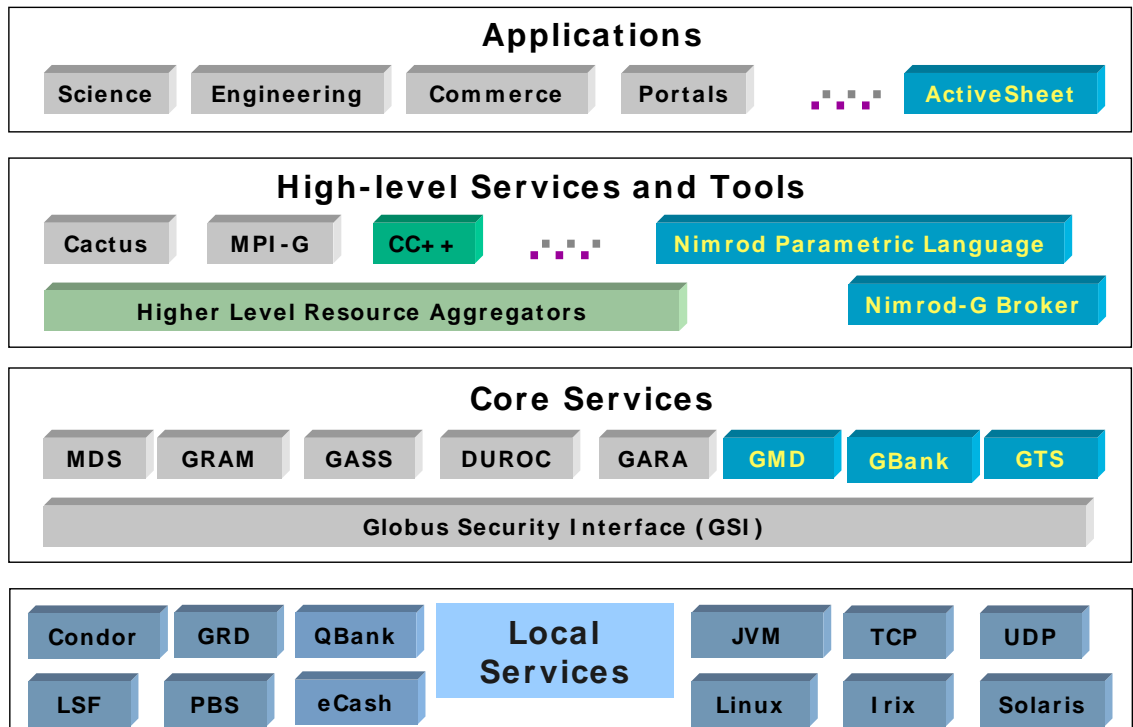 Applications
Science Engineering Commerce Portals ActiveSheet
High-level Services and Tools
Cactus MPI-G CC++ Nimrod Parametric Language
Higher Level Resource Aggregators Nimrod-G Broker
Core Services
MDS GRAM GASS DUROC GARA GMD GBank GTS
Globus Security Interface (GSI)
Condor GRD QBank Local Services JVM TCP UDP
LSF PBS eCash Linux Irix Solaris